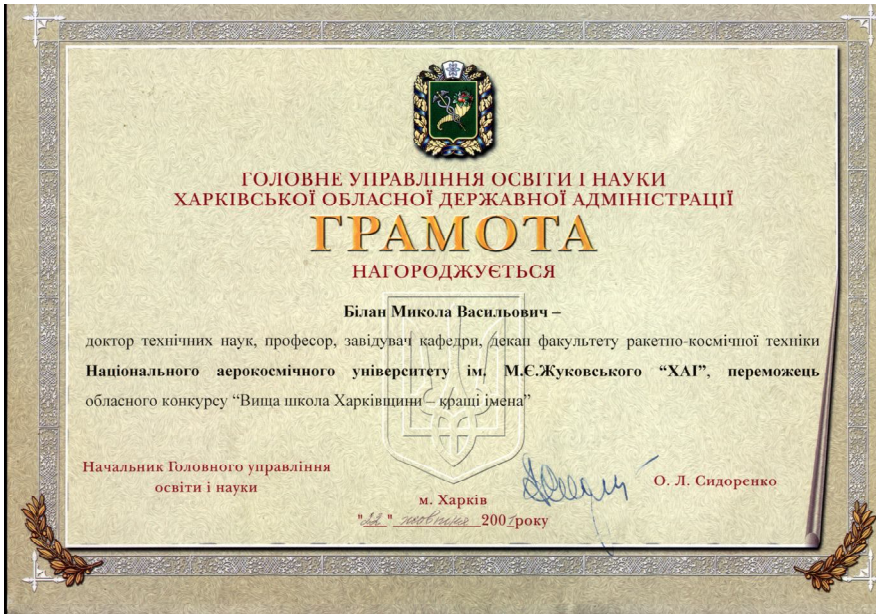 ГОЛОВНЕ УПРАВЛІННЯ ОСВІТИ І НАУКИ
ХАРКІВСЬКОЇ ОБЛАСНОЇ ДЕРЖАВНОЇ АДМІНІСТРАЦІЇ
ГРАМОТА
НАГОРОДЖУЄТЬСЯ
Білан Микола Васильович –
доктор технічних наук, професор, завідувач кафедри, декан факультету ракетно-космічної техніки
Національного аерокосмічного університету ім. М.Є.Жуковського “ХАІ”, переможець
обласного конкурсу “Вища школа Харківщини – кращі імена”
Начальник Головного управління
освіти і науки
О. Л. Сидоренко
м. Харків
"22" жовтня 2001року